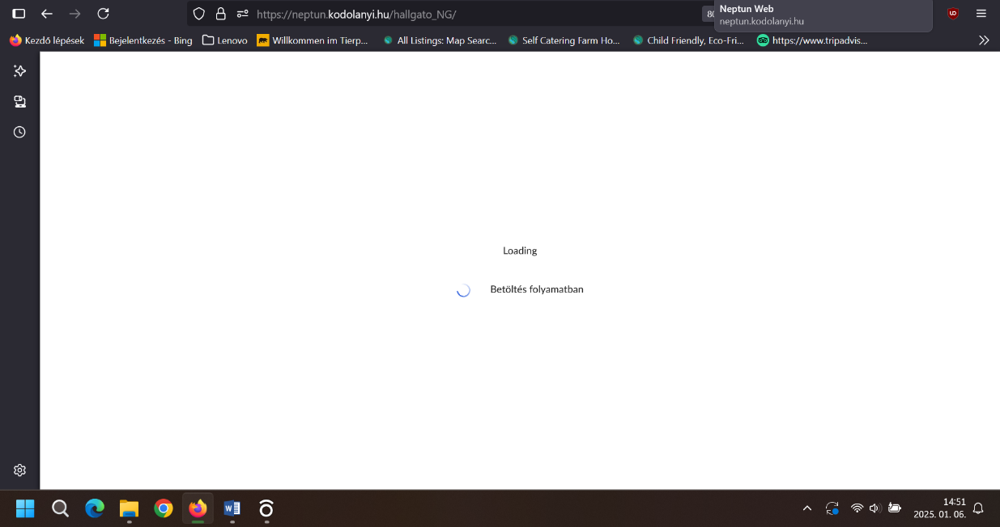 https://neptun.kodolanyi.hu/hallgato_NG/
80
Neptun Web
neptun.kodolanyi.hu
Kezdő lépések
Bejelentkezés - Bing
Lenovo
Willkommen im Tierp...
All Listings: Map Searc...
Self Catering Farm Ho...
Child Friendly, Eco-Fri...
https://www.tripadvis...
Loading
Betöltés folyamatban
14:51
2025. 01. 06.